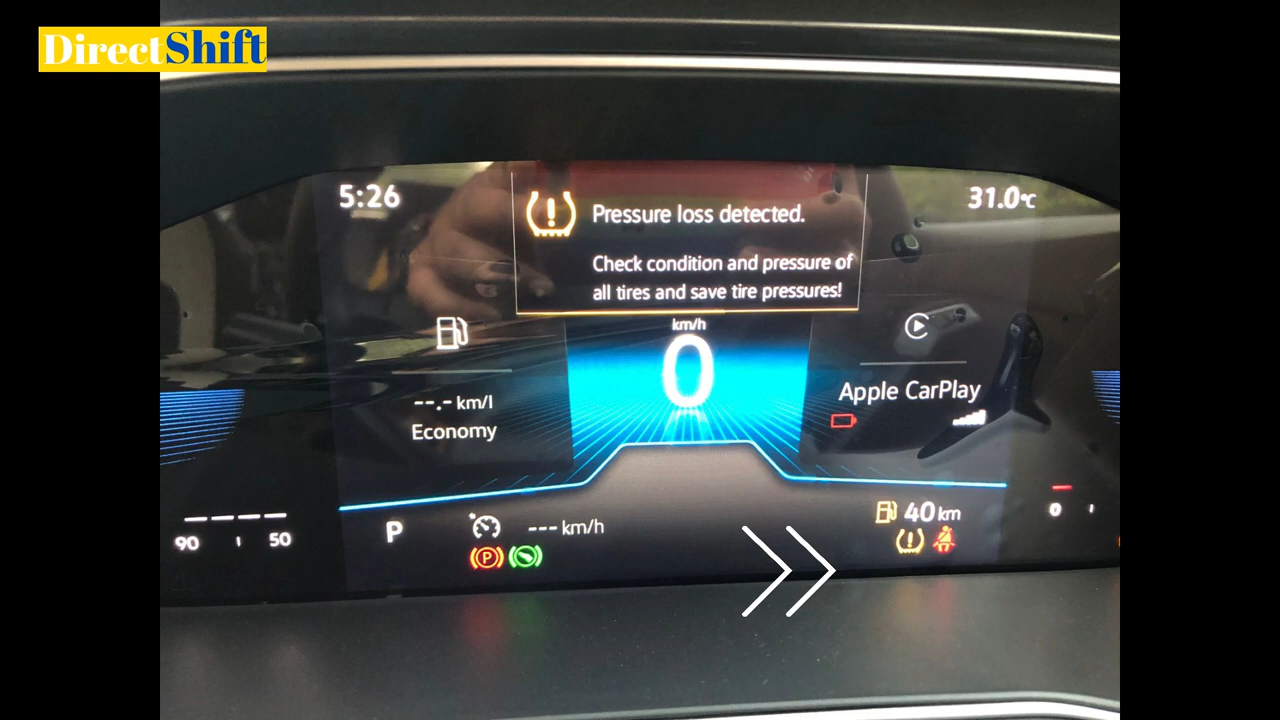 DirectShift
5:26
Pressure loss detected.
31.0°C
Check condition and pressure of
all tires and save tire pressures!
km/h
0
--.- km/l
Economy
Apple CarPlay
90
50
P
--- km/h
40 km
0
P